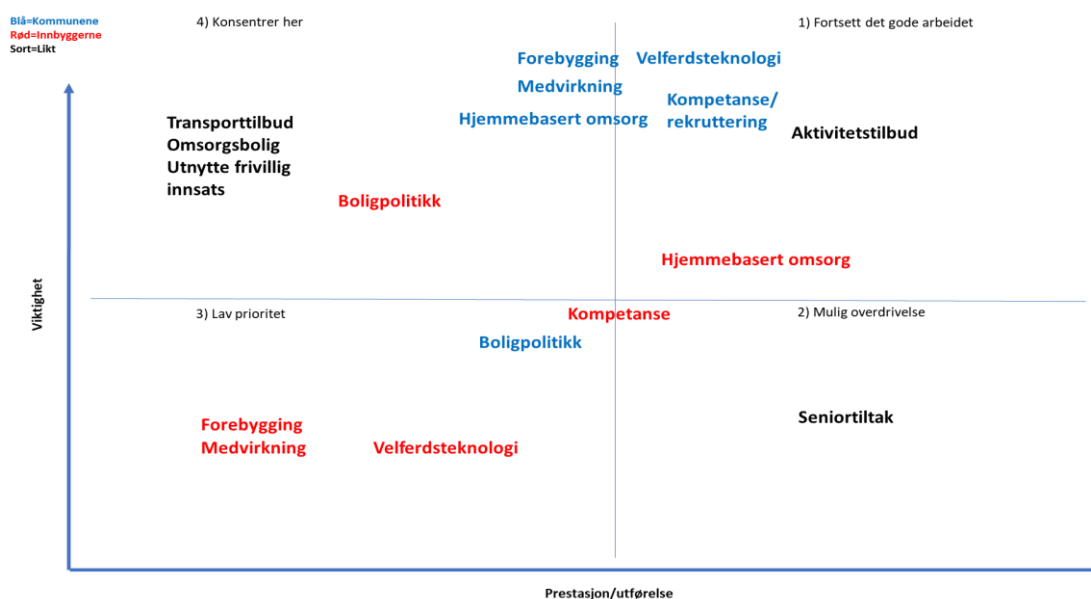 Blå=Kommunene
Rød=Innbyggerne
Sort=Likt
4) Konsentrer her
1) Fortsett det gode arbeidet
Forebygging
Velferdsteknologi
Medvirkning
Kompetanse/
rekruttering
Hjemmebasert omsorg
Aktivitetstilbud
Transporttilbud
Omsorgsbolig
Utnytte frivillig
innsats
Boligpolitikk
Hjemmebasert omsorg
Viktighet
3) Lav prioritet
Kompetanse
2) Mulig overdrivelse
Boligpolitikk
Seniortiltak
Forebygging
Medvirkning
Velferdsteknologi
Prestasjon/utførelse